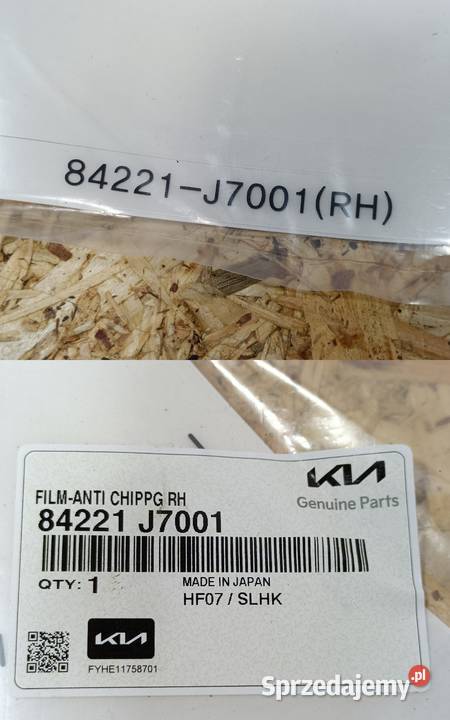 84221-J7001(RH)
KIA
Genuine Parts
FILM-ANTI CHIPPG RH
84221 J7001
QTY: 1
MADE IN JAPAN
HF07 / SLHK
KIA
FYHE11758701
Sprzedajemy.pl